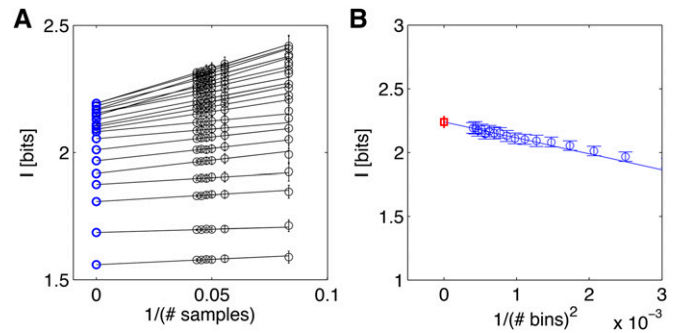 A
2.5
2
1.5
I [bits]
0
0.05
0.1
1/(# samples)
B
3
2.5
2
1.5
1
I [bits]
0
1
2
3
1/(# bins)²
x 10⁻³